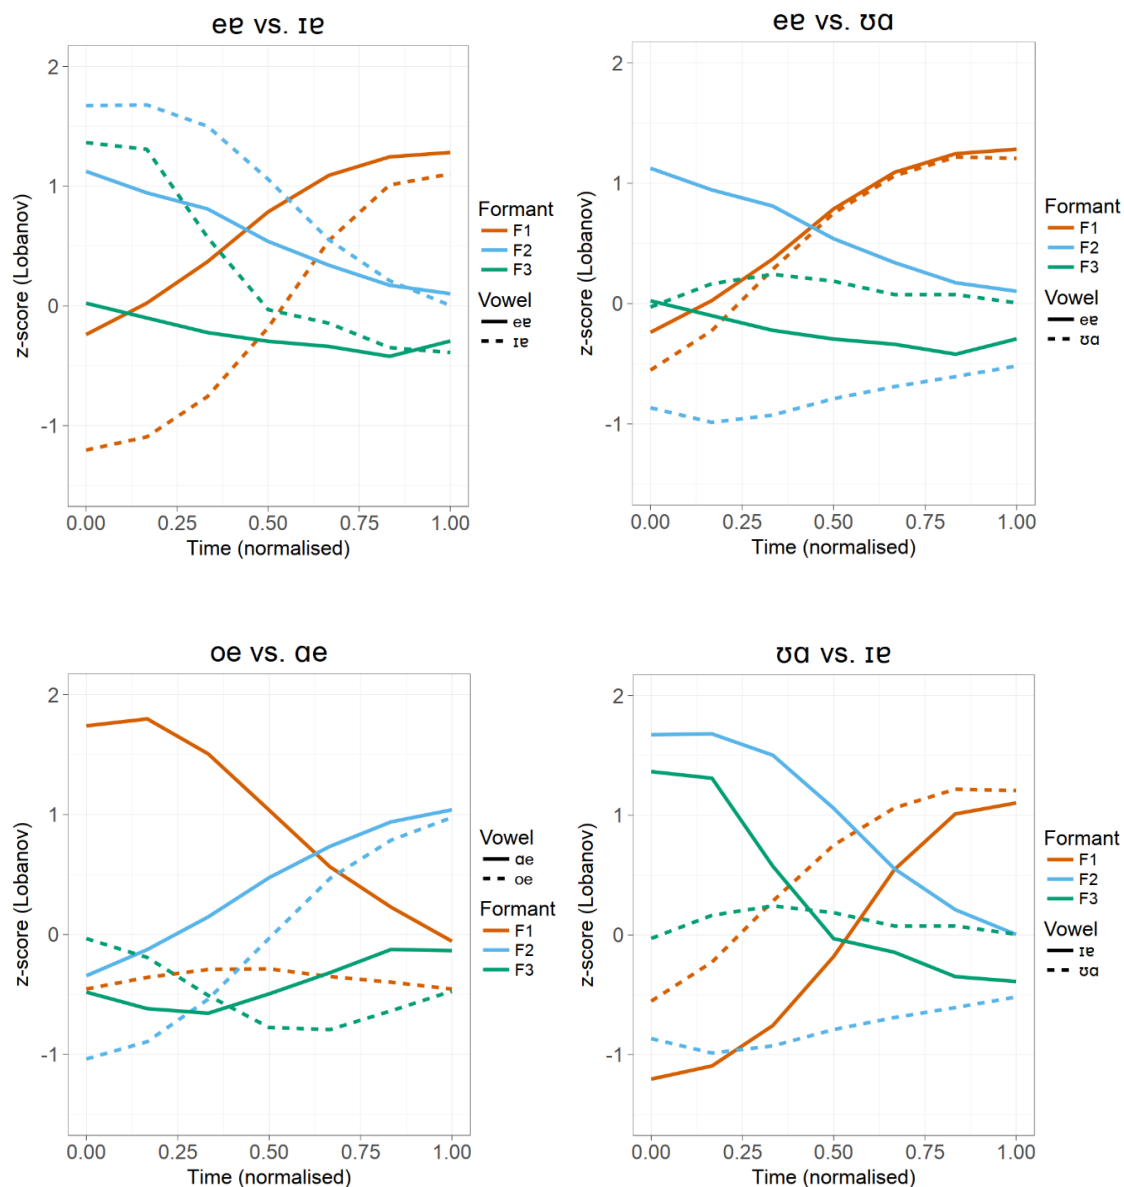 eɐ vs. ɪɐ
2
1
0
-1
z-score (Lobanov)
0.00 0.25 0.50 0.75 1.00
Time (normalised)
Formant
F1
F2
F3
Vowel
eɐ
ɪɐ
eɐ vs. ʊɑ
2
1
0
-1
z-score (Lobanov)
0.00 0.25 0.50 0.75 1.00
Time (normalised)
Formant
F1
F2
F3
Vowel
eɐ
ʊɑ
oe vs. ɑe
2
1
0
-1
z-score (Lobanov)
0.00 0.25 0.50 0.75 1.00
Time (normalised)
Vowel
ɑe
oe
Formant
F1
F2
F3
ʊɑ vs. ɪɐ
2
1
0
-1
z-score (Lobanov)
0.00 0.25 0.50 0.75 1.00
Time (normalised)
Formant
F1
F2
F3
Vowel
ɪɐ
ʊɑ